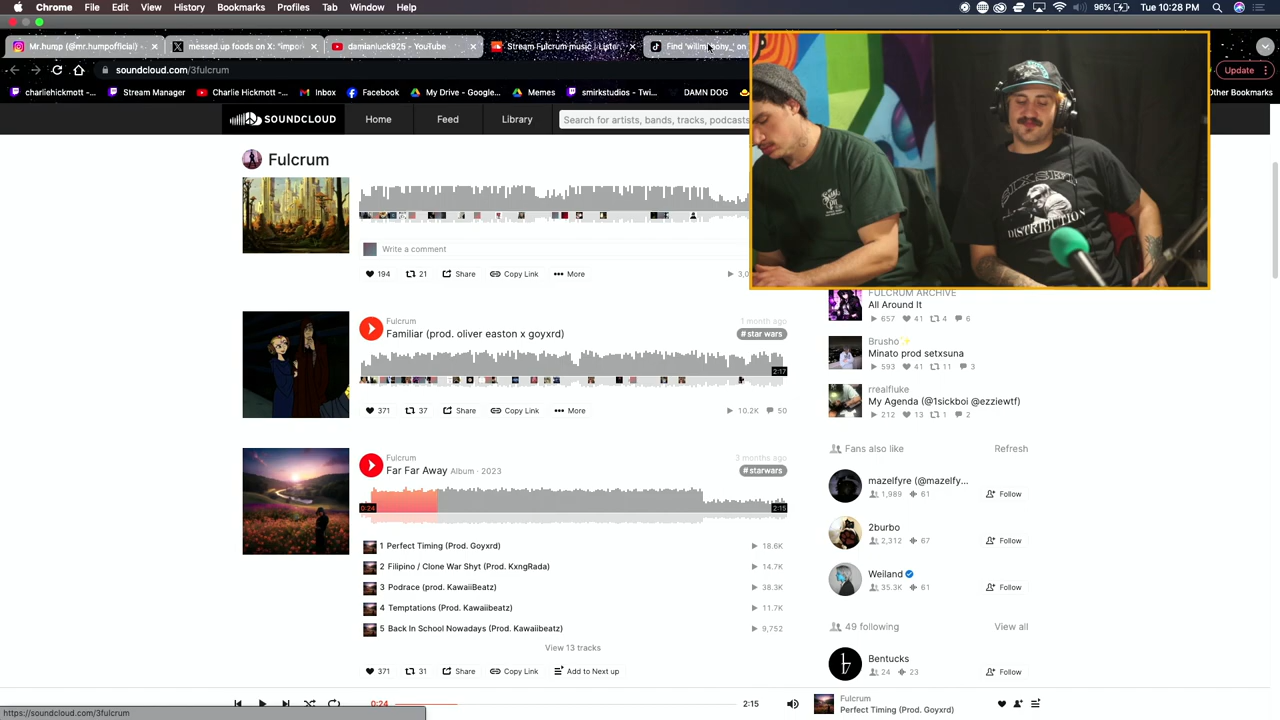 Chrome File Edit View History Bookmarks Profiles Tab Window Help
96% Tue 10:28 PM
Mr.hump (@mr.humpofficial)
messed up foods on X: "impo
damianluck925 - YouTube
Stream Fulcrum music | Listen
on
soundcloud.com/3fulcrum
Update
charliehickmott -...
Stream Manager
Charlie Hickmott -...
Inbox
Facebook
My Drive - Google...
Memes
smirkstudios - Twi...
DAMN DOG
Other Bookmarks
SOUNDCLOUD
Home
Feed
Library
Search for artists, bands, tracks, podcasts
Fulcrum
Write a comment
194 21 Share Copy Link More
3,0
Fulcrum
1 month ago
Familiar (prod. oliver easton x goyxrd)
# star wars
2:17
371 37 Share Copy Link More
10.2K 50
Fulcrum
3 months ago
Far Far Away Album · 2023
# starwars
0:24
2:15
1 Perfect Timing (Prod. Goyxrd) 18.6K
2 Filipino / Clone War Shyt (Prod. KxngRada) 14.7K
3 Podrace (prod. KawaiiBeatz) 38.3K
4 Temptations (Prod. Kawaiibeatz) 11.7K
5 Back In School Nowadays (Prod. Kawaiibeatz) 9,752
View 13 tracks
371 31 Share Copy Link Add to Next up
FULCRUM ARCHIVE
All Around It
657 41 4 6
Brusho✨
Minato prod setxsuna
593 41 11 3
rrealfluke
My Agenda (@1sickboi @ezziewtf)
212 13 1 2
Fans also like Refresh
mazelfyre (@mazelfy...
1,989 61 Follow
2burbo
2,312 67 Follow
Weiland
35.3K 61 Follow
49 following View all
Bentucks
24 23 Follow
DISTRIBUTION
0:24
2:15
Fulcrum
Perfect Timing (Prod. Goyxrd)
https://soundcloud.com/3fulcrum